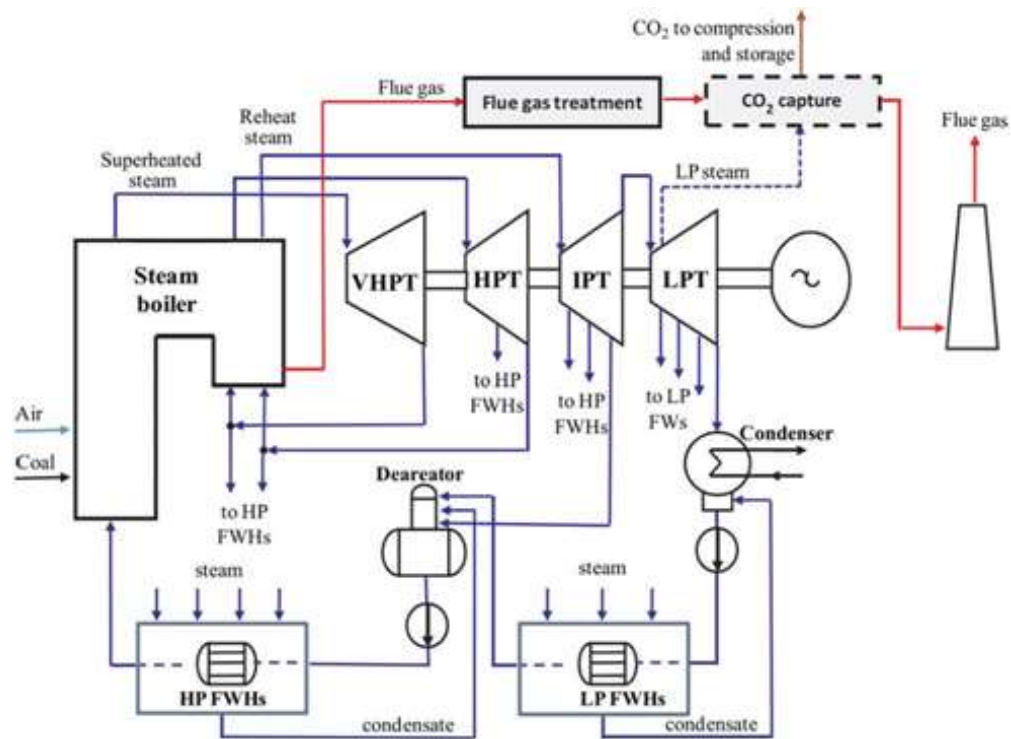 CO₂ to compression
and storage
Flue gas
Flue gas treatment
CO₂ capture
Flue gas
Reheat
steam
Superheated
steam
LP steam
Steam
boiler
VHPT
HPT
IPT
LPT
to HP
FWHs
to HP
FWHs
to LP
FWs
Air
Coal
Condenser
Deareator
to HP
FWHs
steam
steam
HP FWHs
LP FWHs
condensate
condensate